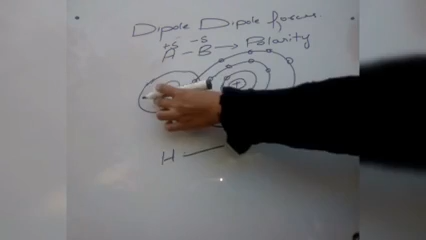 Dipole Dipole forces.
+δ -δ
A - B → Polarity
+
H —